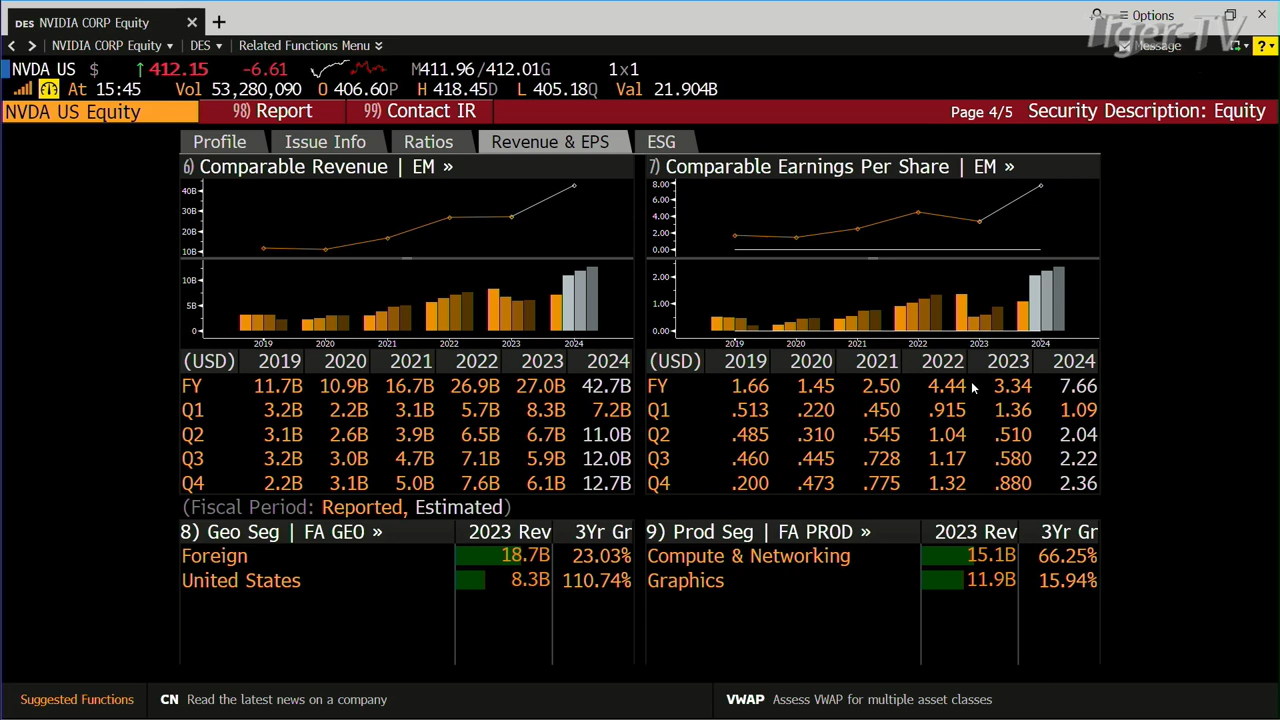 DES NVIDIA CORP Equity
Options
NVIDIA CORP Equity DES Related Functions Menu
Message
Tiger-TV
NVDA US $ ↑ 412.15 -6.61 M411.96/412.01G 1x1
At 15:45 Vol 53,280,090 O 406.60P H 418.45D L 405.18Q Val 21.904B
NVDA US Equity 98) Report 99) Contact IR Page 4/5 Security Description: Equity
Profile Issue Info Ratios Revenue & EPS ESG
6) Comparable Revenue | EM »
40B
30B
20B
10B
10B
5B
0
2019 2020 2021 2022 2023 2024
(USD) 2019 2020 2021 2022 2023 2024
FY 11.7B 10.9B 16.7B 26.9B 27.0B 42.7B
Q1 3.2B 2.2B 3.1B 5.7B 8.3B 7.2B
Q2 3.1B 2.6B 3.9B 6.5B 6.7B 11.0B
Q3 3.2B 3.0B 4.7B 7.1B 5.9B 12.0B
Q4 2.2B 3.1B 5.0B 7.6B 6.1B 12.7B
7) Comparable Earnings Per Share | EM »
8.00
6.00
4.00
2.00
0.00
2.00
1.00
0.00
2019 2020 2021 2022 2023 2024
(USD) 2019 2020 2021 2022 2023 2024
FY 1.66 1.45 2.50 4.44 3.34 7.66
Q1 .513 .220 .450 .915 1.36 1.09
Q2 .485 .310 .545 1.04 .510 2.04
Q3 .460 .445 .728 1.17 .580 2.22
Q4 .200 .473 .775 1.32 .880 2.36
(Fiscal Period: Reported, Estimated)
8) Geo Seg | FA GEO » 2023 Rev 3Yr Gr
Foreign 18.7B 23.03%
United States 8.3B 110.74%
9) Prod Seg | FA PROD » 2023 Rev 3Yr Gr
Compute & Networking 15.1B 66.25%
Graphics 11.9B 15.94%
Suggested Functions CN Read the latest news on a company VWAP Assess VWAP for multiple asset classes